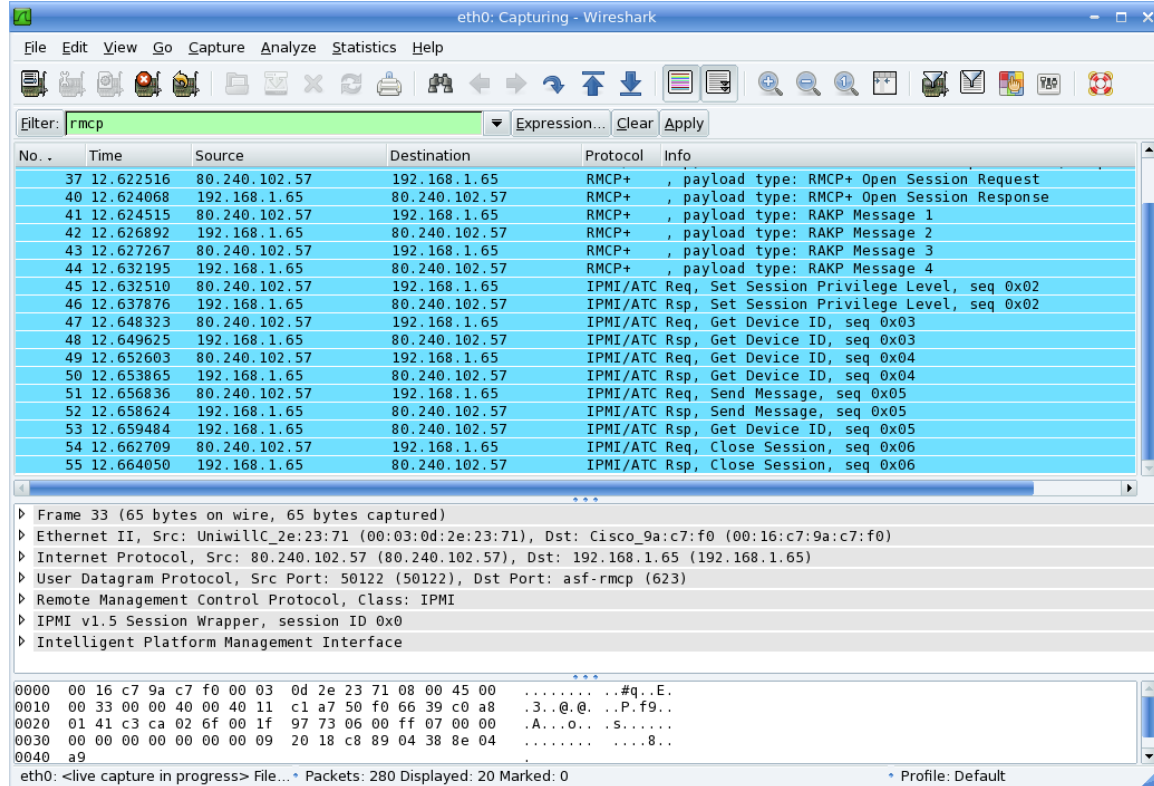 eth0: Capturing - Wireshark
File Edit View Go Capture Analyze Statistics Help
Filter: rmcp Expression... Clear Apply
No. . Time Source Destination Protocol Info
37 12.622516 80.240.102.57 192.168.1.65 RMCP+ , payload type: RMCP+ Open Session Request
40 12.624068 192.168.1.65 80.240.102.57 RMCP+ , payload type: RMCP+ Open Session Response
41 12.624515 80.240.102.57 192.168.1.65 RMCP+ , payload type: RAKP Message 1
42 12.626892 192.168.1.65 80.240.102.57 RMCP+ , payload type: RAKP Message 2
43 12.627267 80.240.102.57 192.168.1.65 RMCP+ , payload type: RAKP Message 3
44 12.632195 192.168.1.65 80.240.102.57 RMCP+ , payload type: RAKP Message 4
45 12.632510 80.240.102.57 192.168.1.65 IPMI/ATC Req, Set Session Privilege Level, seq 0x02
46 12.637876 192.168.1.65 80.240.102.57 IPMI/ATC Rsp, Set Session Privilege Level, seq 0x02
47 12.648323 80.240.102.57 192.168.1.65 IPMI/ATC Req, Get Device ID, seq 0x03
48 12.649625 192.168.1.65 80.240.102.57 IPMI/ATC Rsp, Get Device ID, seq 0x03
49 12.652603 80.240.102.57 192.168.1.65 IPMI/ATC Req, Get Device ID, seq 0x04
50 12.653865 192.168.1.65 80.240.102.57 IPMI/ATC Rsp, Get Device ID, seq 0x04
51 12.656836 80.240.102.57 192.168.1.65 IPMI/ATC Req, Send Message, seq 0x05
52 12.658624 192.168.1.65 80.240.102.57 IPMI/ATC Rsp, Send Message, seq 0x05
53 12.659484 192.168.1.65 80.240.102.57 IPMI/ATC Rsp, Get Device ID, seq 0x05
54 12.662709 80.240.102.57 192.168.1.65 IPMI/ATC Req, Close Session, seq 0x06
55 12.664050 192.168.1.65 80.240.102.57 IPMI/ATC Rsp, Close Session, seq 0x06
Frame 33 (65 bytes on wire, 65 bytes captured)
Ethernet II, Src: UniwillC_2e:23:71 (00:03:0d:2e:23:71), Dst: Cisco_9a:c7:f0 (00:16:c7:9a:c7:f0)
Internet Protocol, Src: 80.240.102.57 (80.240.102.57), Dst: 192.168.1.65 (192.168.1.65)
User Datagram Protocol, Src Port: 50122 (50122), Dst Port: asf-rmcp (623)
Remote Management Control Protocol, Class: IPMI
IPMI v1.5 Session Wrapper, session ID 0x0
Intelligent Platform Management Interface
0000 00 16 c7 9a c7 f0 00 03 0d 2e 23 71 08 00 45 00 ........ ..#q..E.
0010 00 33 00 00 40 00 40 11 c1 a7 50 f0 66 39 c0 a8 .3..@.@. ..P.f9..
0020 01 41 c3 ca 02 6f 00 1f 97 73 06 00 ff 07 00 00 .A...o.. .s......
0030 00 00 00 00 00 00 00 09 20 18 c8 89 04 38 8e 04 ........ ....8..
0040 a9 .
eth0: <live capture in progress> File... Packets: 280 Displayed: 20 Marked: 0 Profile: Default